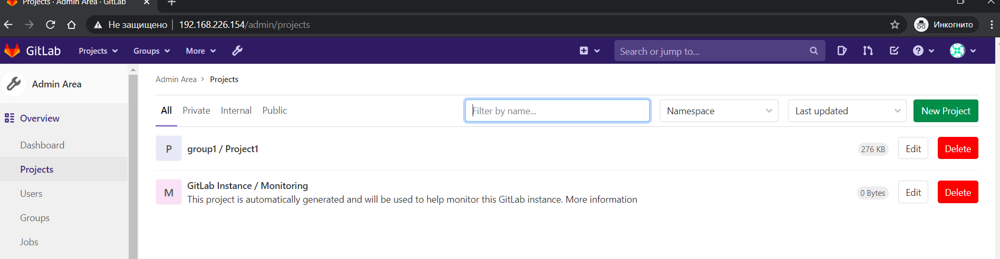 Projects · Admin Area · GitLab
Не защищено 192.168.226.154/admin/projects Инкогнито
GitLab Projects Groups More Search or jump to...
Admin Area
Overview
Dashboard
Projects
Users
Groups
Jobs
Admin Area > Projects
All Private Internal Public Filter by name... Namespace Last updated New Project
P group1 / Project1 276 KB Edit Delete
M GitLab Instance / Monitoring
This project is automatically generated and will be used to help monitor this GitLab instance. More information 0 Bytes Edit Delete